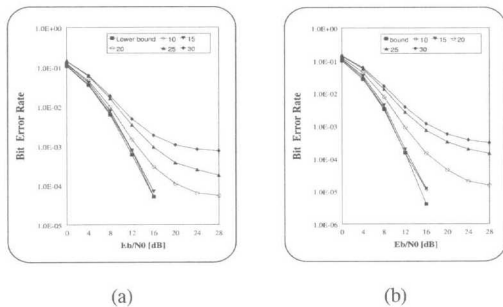 Lower bound 10 15
20 25 30
1.0E+00
1.0E-01
1.0E-02
1.0E-03
1.0E-04
1.0E-05
Bit Error Rate
0 4 8 12 16 20 24 28
Eb/N0 [dB]
(a)
bound 10 15 20
25 30
1.0E+00
1.0E-01
1.0E-02
1.0E-03
1.0E-04
1.0E-05
1.0E-06
Bit Error Rate
0 4 8 12 16 20 24 28
Eb/N0 [dB]
(b)